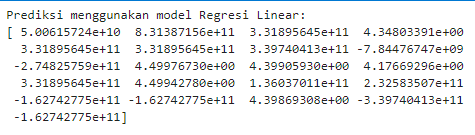 Prediksi menggunakan model Regresi Linear:
[ 5.00615724e+10 8.31387156e+11 3.31895645e+11 4.34803391e+00
3.31895645e+11 3.31895645e+11 3.39740413e+11 -7.84476747e+09
-2.74825759e+11 4.49976730e+00 4.39905930e+00 4.17669296e+00
3.31895645e+11 4.49942780e+00 1.36037011e+11 2.32583507e+11
-1.62742775e+11 -1.62742775e+11 4.39869308e+00 -3.39740413e+11
-1.62742775e+11]